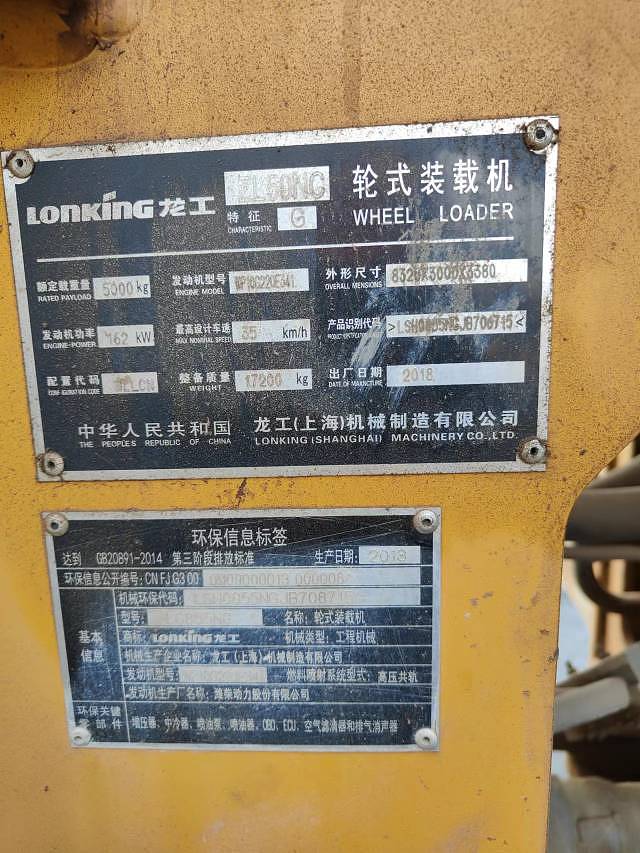 LONKING 龙工 轮式装载机
特征 G WHEEL LOADER
CHARACTERISTIC
额定载重量 5000 kg 发动机型号 外形尺寸
RATED PAYLOAD ENGINE MODEL OVERALL MENSIONS
发动机功率 162 kW 最高设计车速 35 km/h 产品识别代码
ENGINE-POWER MAX NOMINAL SPEED
配置代码 整备质量 17200 kg 出厂日期 2018
CONFIGURATION CODE WEIGHT
中华人民共和国 龙工(上海)机械制造有限公司
THE PEOPLE'S REPUBLIC OF CHINA LONKING (SHANGHAI) MACHINERY CO.,LTD.
环保信息标签
达到 GB20891-2014 第三阶段排放标准 生产日期: 2018
环保信息公开编号: CN FJ G3 00
机械环保代码:
型号: 名称: 轮式装载机
基本信息
商标: LONKING 龙工 机械类型: 工程机械
机械生产企业名称: 龙工(上海)机械制造有限公司
发动机型号: 燃料喷射系统型式: 高压共轨
发动机生产厂名称: 潍柴动力股份有限公司
环保关键零部件
增压器、中冷器、喷油泵、喷油器、OBD、ECU、空气滤清器和排气消声器